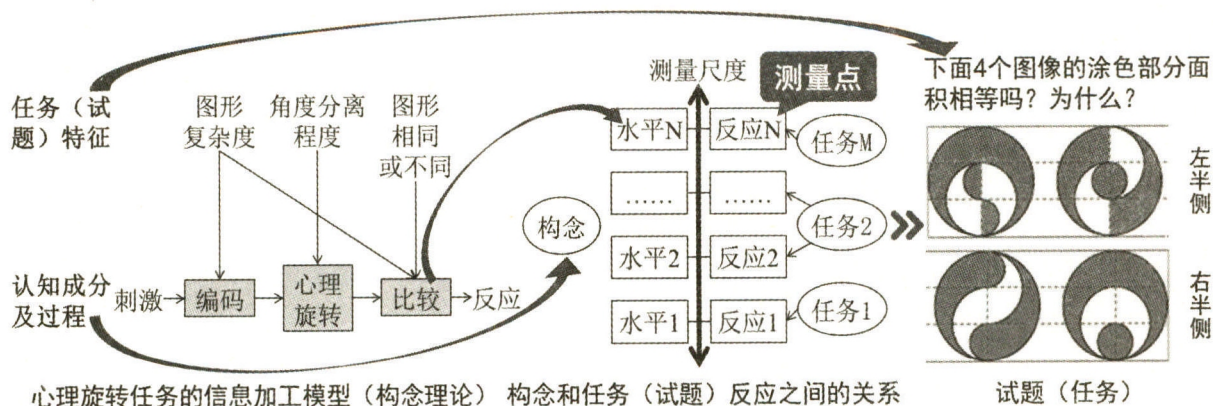 任务（试
题）特征
图形
复杂度
角度分离
程度
图形
相同
或不同
认知成分
及过程
刺激
编码
心理
旋转
比较
反应
心理旋转任务的信息加工模型（构念理论）
构念
测量尺度
测量点
水平N
反应N
任务M
……
……
任务2
水平2
反应2
水平1
反应1
任务1
构念和任务（试题）反应之间的关系
下面4个图像的涂色部分面
积相等吗？为什么？
左半侧
右半侧
试题（任务）